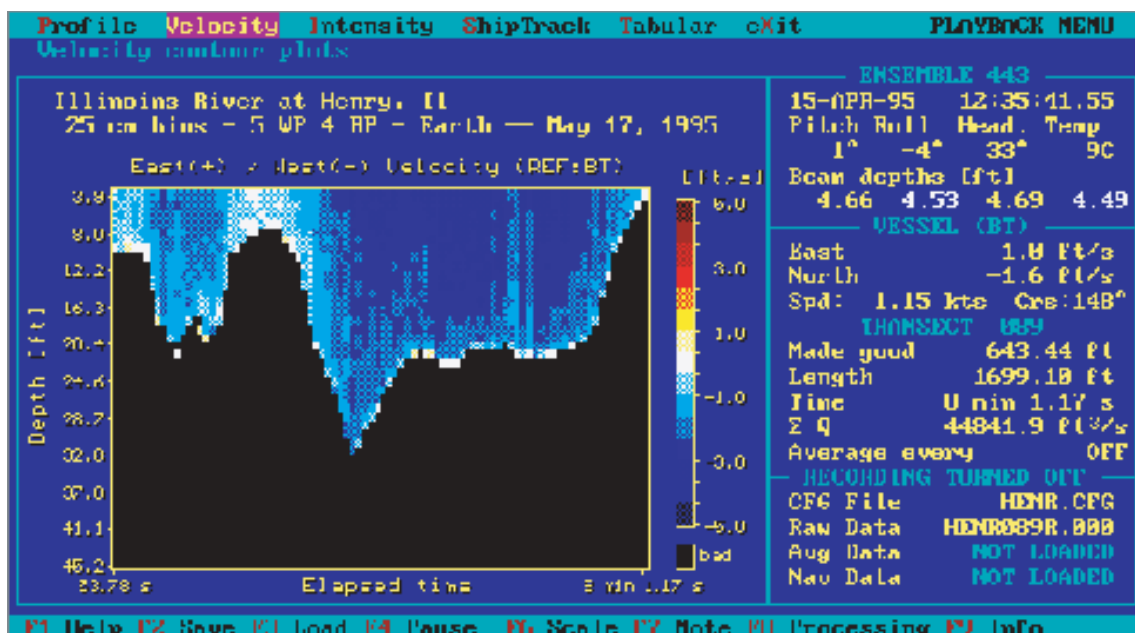 Profile Velocity Intensity ShipTrack Tabular eXit PLAYBACK MENU
Velocity contour plots
Illinoins River at Henry, Il
25 cm bins - 5 WP 4 BP - Earth — May 17, 1995
East(+) / West(-) Velocity (REF:BT)
[ft/s]
Depth [ft]
3.8
8.0
12.2
16.3
20.4
24.6
28.7
32.0
37.0
41.1
45.2
5.0
3.0
1.0
-1.0
-3.0
-5.0
bad
23.78 s Elapsed time 8 min 1.17 s
ENSEMBLE 443
15-APR-95 12:35:41.55
Pitch Roll Head. Temp
1° -4° 33° 9C
Beam depths [ft]
4.66 4.53 4.69 4.49
VESSEL (BT)
East 1.0 ft/s
North -1.6 ft/s
Spd: 1.15 kts Crs:148°
TRANSECT 089
Made good 643.44 ft
Length 1699.10 ft
Time min 1.17 s
Σ Q 44841.9 ft³/s
Average every OFF
RECORDING TURNED OFF
CFG File HENR.CFG
Raw Data HENR089R.000
Avg Data NOT LOADED
Nav Data NOT LOADED
F1 Help F2 Save F3 Load F4 Pause F6 Scale F7 Note F8 Processing F9 Info